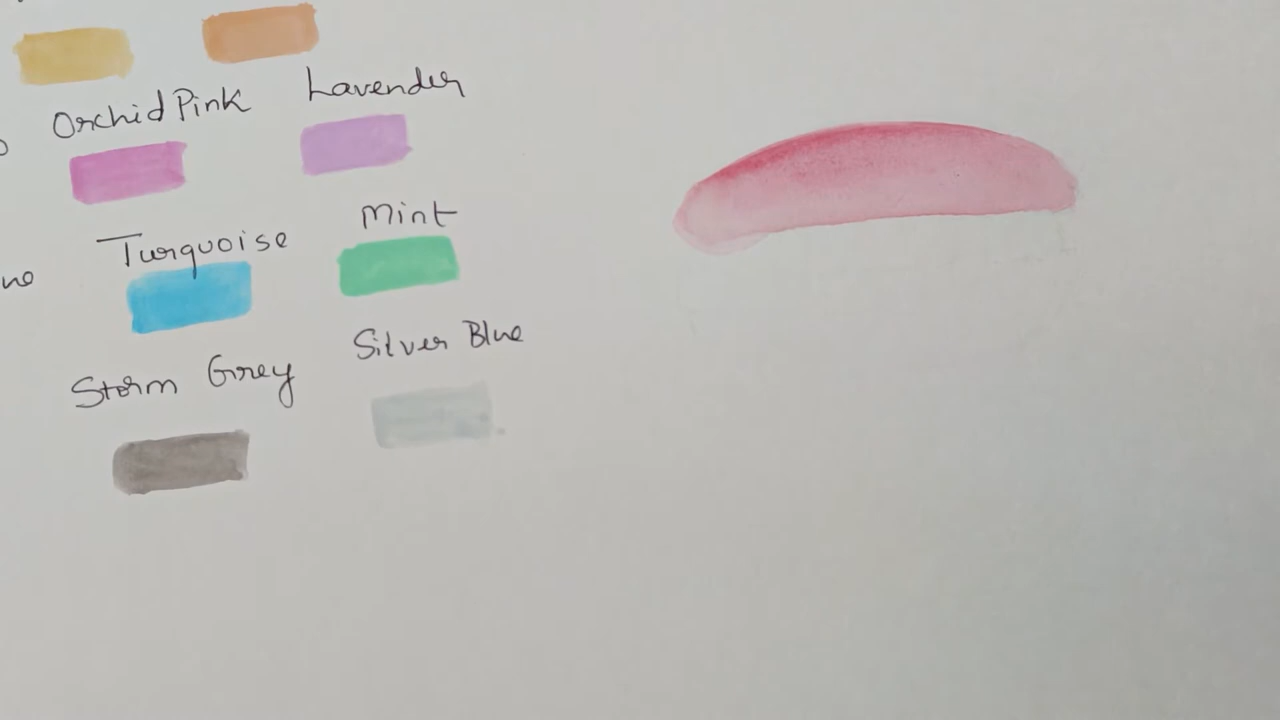 Orchid Pink Lavender
Turquoise Mint
Storm Grey Silver Blue